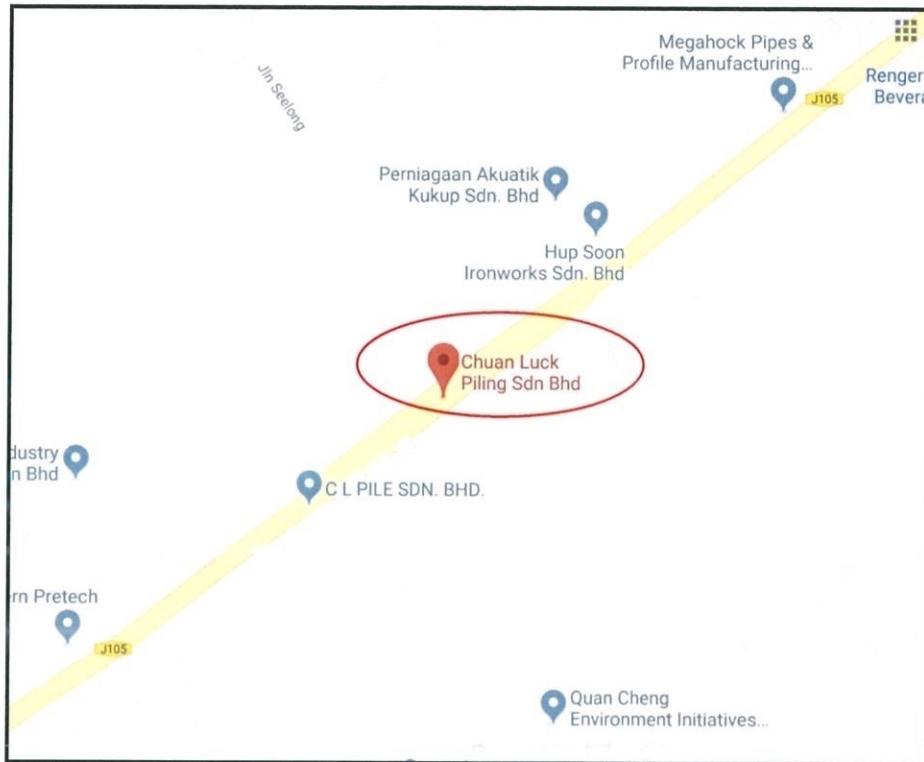 Megahock Pipes &
Profile Manufacturing...
Renger
Bevera
J105
Jln Seelong
Perniagaan Akuatik
Kukup Sdn. Bhd
Hup Soon
Ironworks Sdn. Bhd
Chuan Luck
Piling Sdn Bhd
dustry
n Bhd
C L PILE SDN. BHD.
rn Pretech
J105
Quan Cheng
Environment Initiatives...